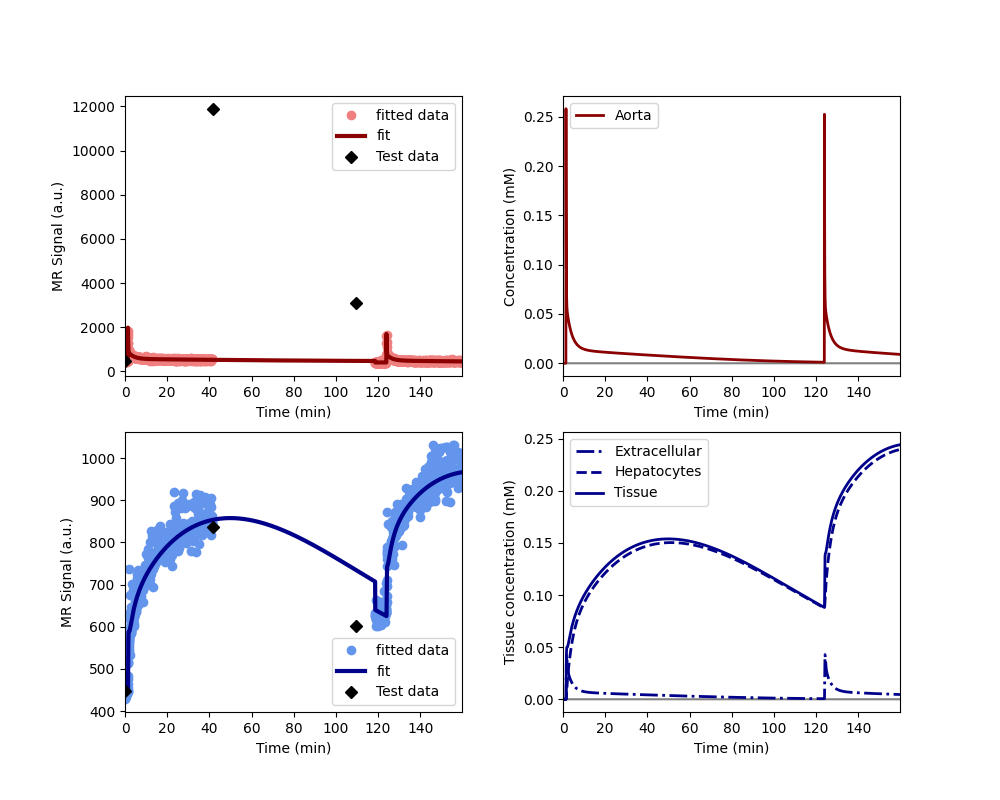 12000
10000
8000
6000
4000
2000
0
MR Signal (a.u.)
fitted data
fit
Test data
0 20 40 60 80 100 120 140
Time (min)
0.25
0.20
0.15
0.10
0.05
0.00
Concentration (mM)
Aorta
0 20 40 60 80 100 120 140
Time (min)
1000
900
800
700
600
500
400
MR Signal (a.u.)
fitted data
fit
Test data
0 20 40 60 80 100 120 140
Time (min)
0.25
0.20
0.15
0.10
0.05
0.00
Tissue concentration (mM)
Extracellular
Hepatocytes
Tissue
0 20 40 60 80 100 120 140
Time (min)